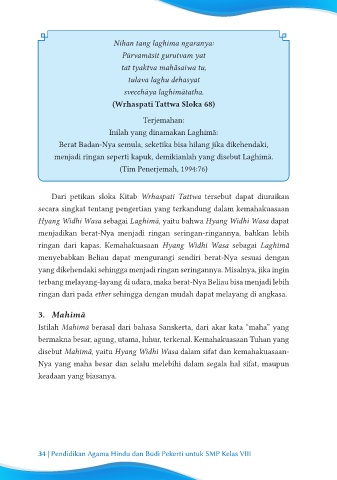 Nihan tang laghima ngaranya:
Pūrvamāsit gurutvam yat
tat tyaktva mahāsaiwa tu,
tulava laghu dehasyat
svecchāya laghimātatha.
(Wrhaspati Tattwa Sloka 68)
Terjemahan:
Inilah yang dinamakan Laghimā:
Berat Badan-Nya semula, seketika bisa hilang jika dikehendaki,
menjadi ringan seperti kapuk, demikianlah yang disebut Laghimā.
(Tim Penerjemah, 1994:76)
Dari petikan sloka Kitab Wrhaspati Tattwa tersebut dapat diuraikan
secara singkat tentang pengertian yang terkandung dalam kemahakuasaan
Hyang Widhi Wasa sebagai Laghimā, yaitu bahwa Hyang Widhi Wasa dapat
menjadikan berat-Nya menjadi ringan seringan-ringannya, bahkan lebih
ringan dari kapas. Kemahakuasaan Hyang Widhi Wasa sebagai Laghimā
menyebabkan Beliau dapat mengurangi sendiri berat-Nya sesuai dengan
yang dikehendaki sehingga menjadi ringan seringannya. Misalnya, jika ingin
terbang melayang-layang di udara, maka berat-Nya Beliau bisa menjadi lebih
ringan dari pada ether sehingga dengan mudah dapat melayang di angkasa.
3. Mahimā
Istilah Mahimā berasal dari bahasa Sanskerta, dari akar kata "maha" yang
bermakna besar, agung, utama, luhur, terkenal. Kemahakuasaan Tuhan yang
disebut Mahimā, yaitu Hyang Widhi Wasa dalam sifat dan kemahakuasaan-
Nya yang maha besar dan selalu melebihi dalam segala hal sifat, maupun
keadaan yang biasanya.
34 | Pendidikan Agama Hindu dan Budi Pekerti untuk SMP Kelas VIII